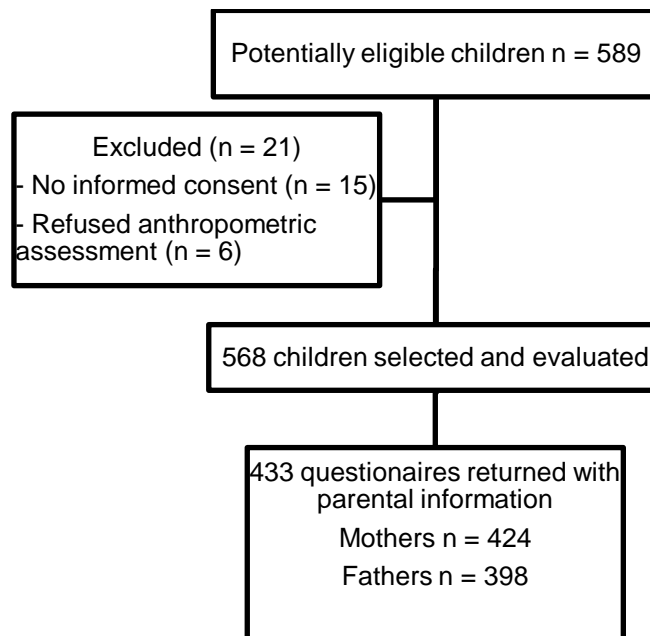 Potentially eligible children n = 589
Excluded (n = 21)
- No informed consent (n = 15)
- Refused anthropometric
assessment (n = 6)
568 children selected and evaluated
433 questionaires returned with
parental information
Mothers n = 424
Fathers n = 398